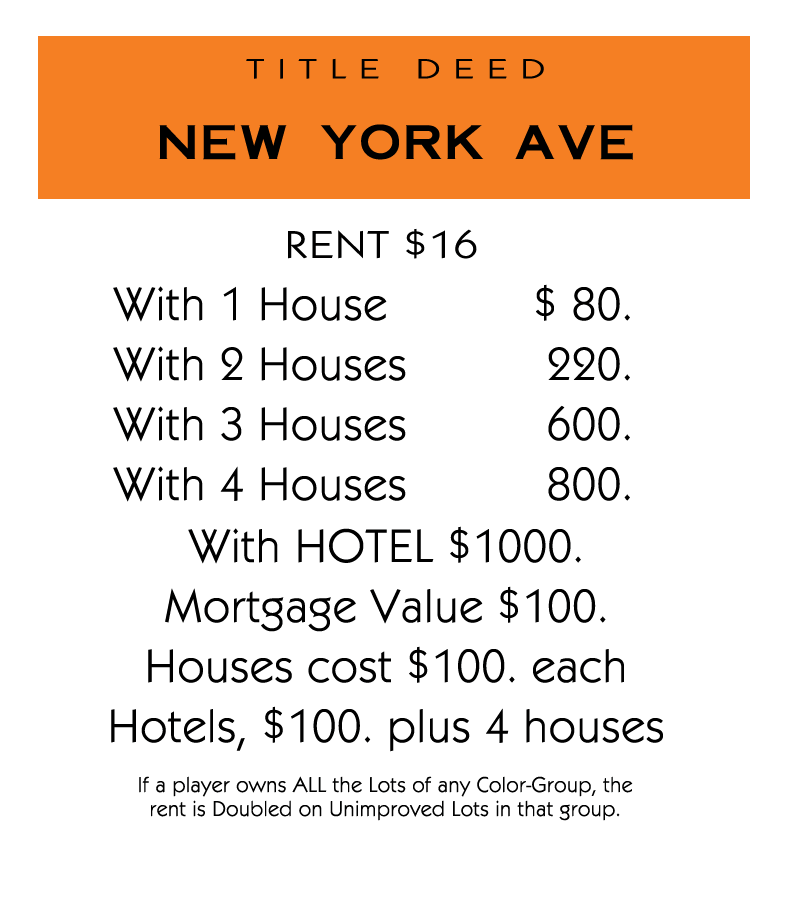 TITLE DEED
NEW YORK AVE
RENT $16
With 1 House $ 80.
With 2 Houses 220.
With 3 Houses 600.
With 4 Houses 800.
With HOTEL $1000.
Mortgage Value $100.
Houses cost $100. each
Hotels, $100. plus 4 houses
If a player owns ALL the Lots of any Color-Group, the
rent is Doubled on Unimproved Lots in that group.